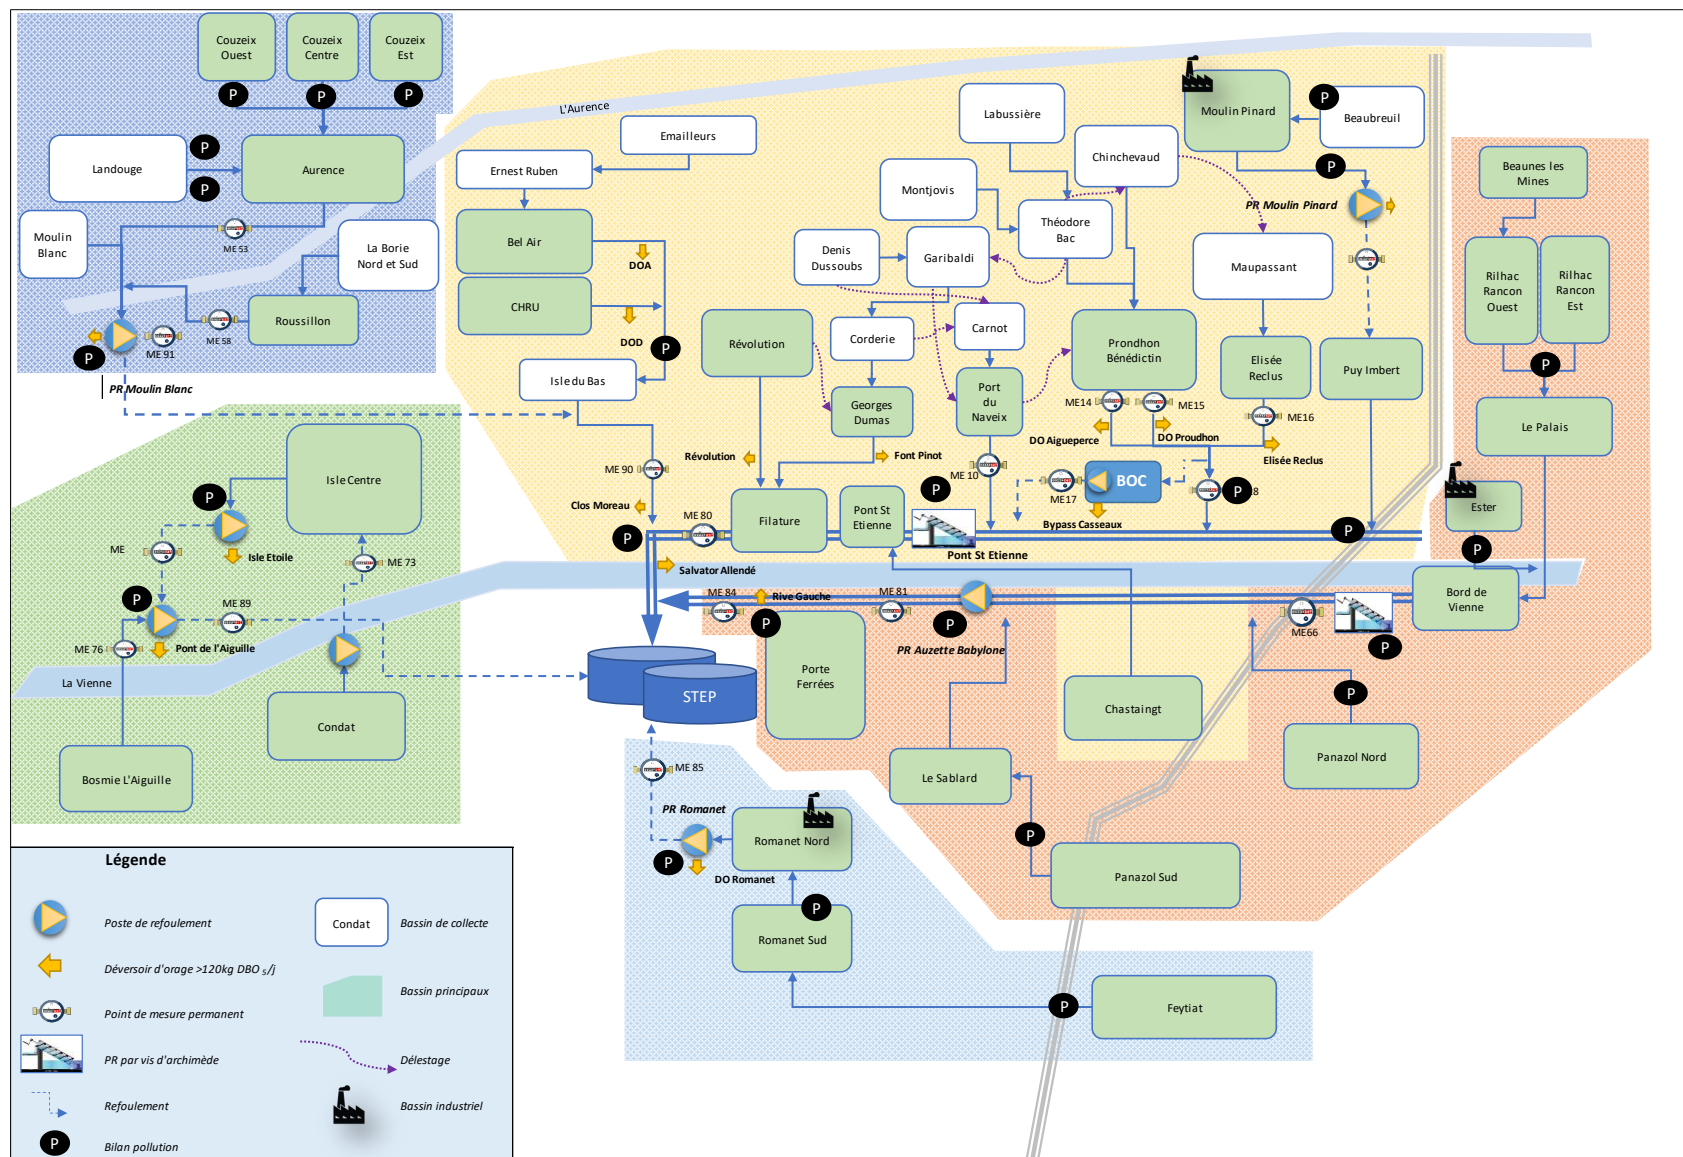 Couzeix
Ouest
Couzeix
Centre
Couzeix
Est
P
P
P
Landouge
P
P
Aurence
Moulin
Blanc
ME 53
La Borie
Nord et Sud
Roussillon
ME 58
ME 91
P
PR Moulin Blanc
L'Aurence
Emailleurs
Ernest Ruben
Bel Air
DOA
CHRU
DOD
P
Isle du Bas
ME 90
Clos Moreau
Labussière
Montjovis
Chinchevaud
Théodore
Bac
Denis
Dussoubs
Garibaldi
Corderie
Carnot
Révolution
Georges
Dumas
Port
du
Naveix
Prondhon
Bénédictin
Moulin Pinard
P
Beaubreuil
P
PR Moulin Pinard
Maupassant
Elisée
Reclus
Puy Imbert
ME14
ME15
ME16
DO Aigueperce
DO Proudhon
Elisée Reclus
Révolution
Font Pinot
ME 10
P
ME17
BOC
P
8
Bypass Casseaux
Filature
Pont St
Etienne
Pont St Etienne
P
ME 80
P
Salvator Allendé
Beaunes les
Mines
Rilhac
Rancon
Ouest
Rilhac
Rancon
Est
P
Le Palais
Ester
P
Bord de
Vienne
P
ME66
ME 81
ME 84
Rive Gauche
P
P
PR Auzette Babylone
Porte
Ferrées
Chastaingt
Le Sablard
P
Panazol Nord
P
Panazol Sud
Isle Centre
P
Isle Etoile
ME
ME 73
P
ME 89
ME 76
Pont de l'Aiguille
La Vienne
Condat
Bosmie L'Aiguille
STEP
ME 85
PR Romanet
P
DO Romanet
Romanet Nord
P
Romanet Sud
P
Feytiat
Légende
Poste de refoulement
Condat
Bassin de collecte
Déversoir d'orage >120kg DBO 5/j
Bassin principaux
Point de mesure permanent
PR par vis d'archimède
Délestage
Refoulement
Bassin industriel
P
Bilan pollution